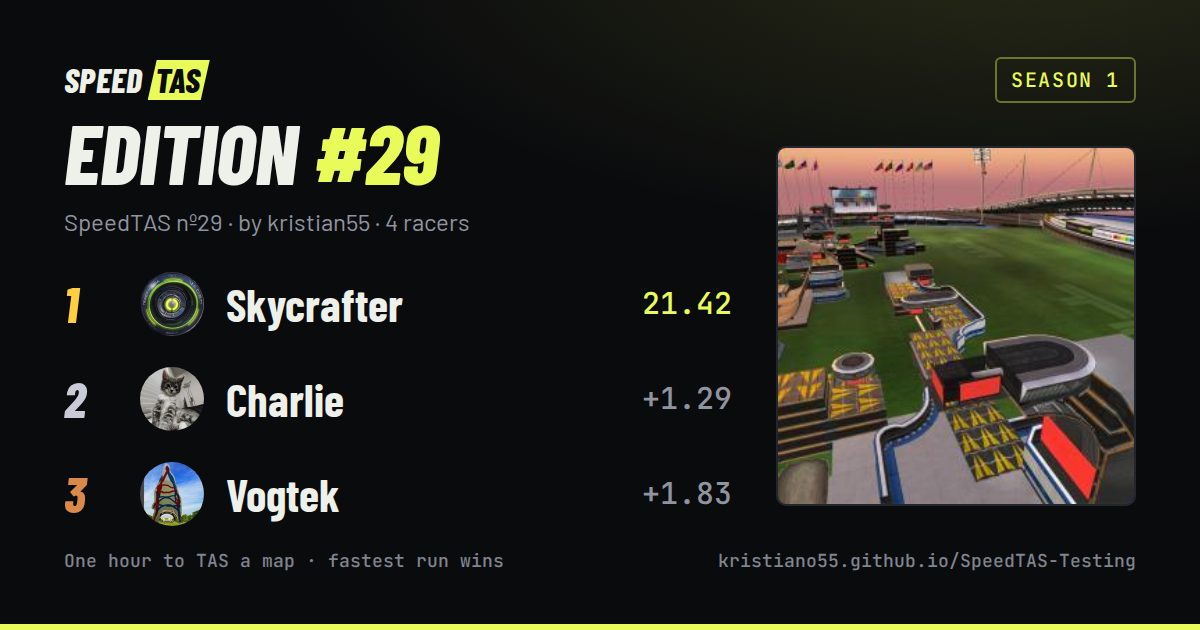 SPEED TAS
SEASON 1
EDITION #29
SpeedTAS nº29 · by kristian55 · 4 racers
1 Skycrafter 21.42
2 Charlie +1.29
3 Vogtek +1.83
One hour to TAS a map · fastest run wins
kristiano55.github.io/SpeedTAS-Testing